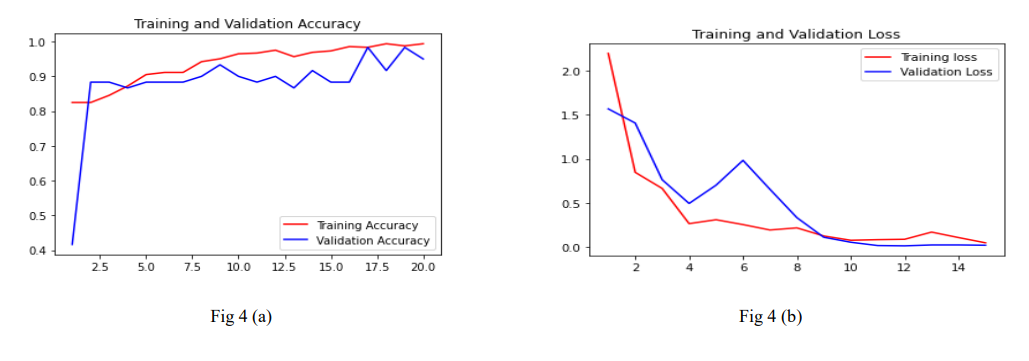 Training and Validation Accuracy
1.0
0.9
0.8
0.7
0.6
0.5
0.4
Training Accuracy
Validation Accuracy
2.5 5.0 7.5 10.0 12.5 15.0 17.5 20.0
Fig 4 (a)
Training and Validation Loss
Training loss
Validation Loss
2.0
1.5
1.0
0.5
0.0
2 4 6 8 10 12 14
Fig 4 (b)